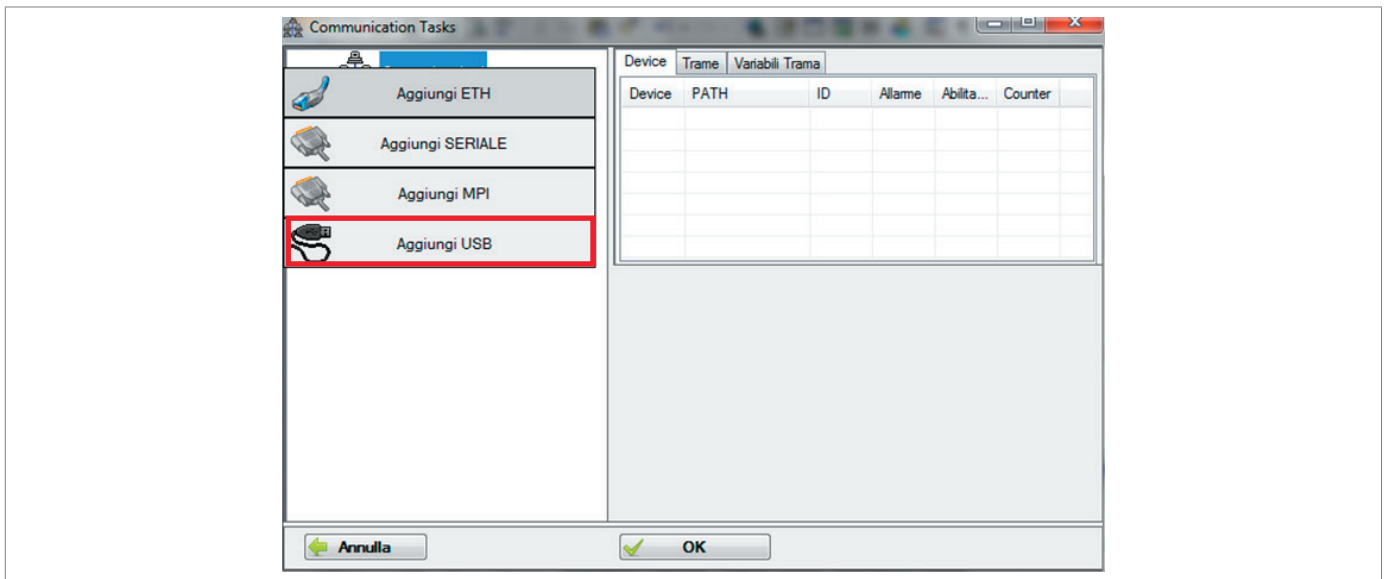 Communication Tasks
Aggiungi ETH
Aggiungi SERIALE
Aggiungi MPI
Aggiungi USB
Device Trame Variabili Trama
Device PATH ID Allarme Abilita... Counter
Annulla OK